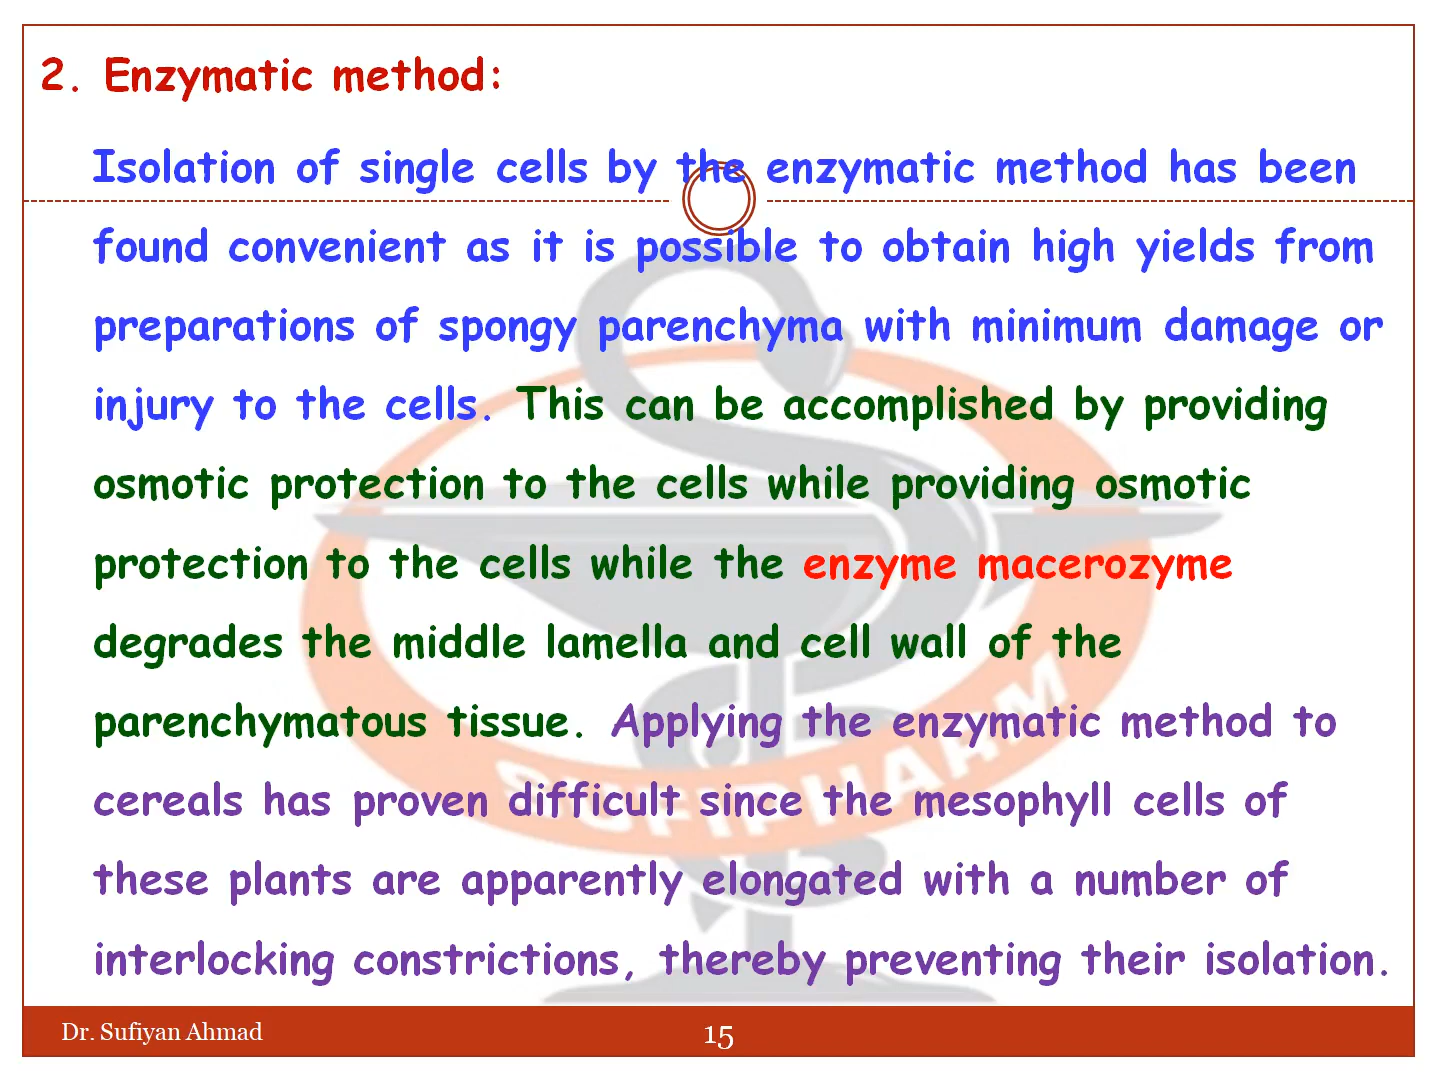 2. Enzymatic method:
Isolation of single cells by the enzymatic method has been
found convenient as it is possible to obtain high yields from
preparations of spongy parenchyma with minimum damage or
injury to the cells. This can be accomplished by providing
osmotic protection to the cells while providing osmotic
protection to the cells while the enzyme macerozyme
degrades the middle lamella and cell wall of the
parenchymatous tissue. Applying the enzymatic method to
cereals has proven difficult since the mesophyll cells of
these plants are apparently elongated with a number of
interlocking constrictions, thereby preventing their isolation.
SUFIPHARM
Dr. Sufiyan Ahmad
15